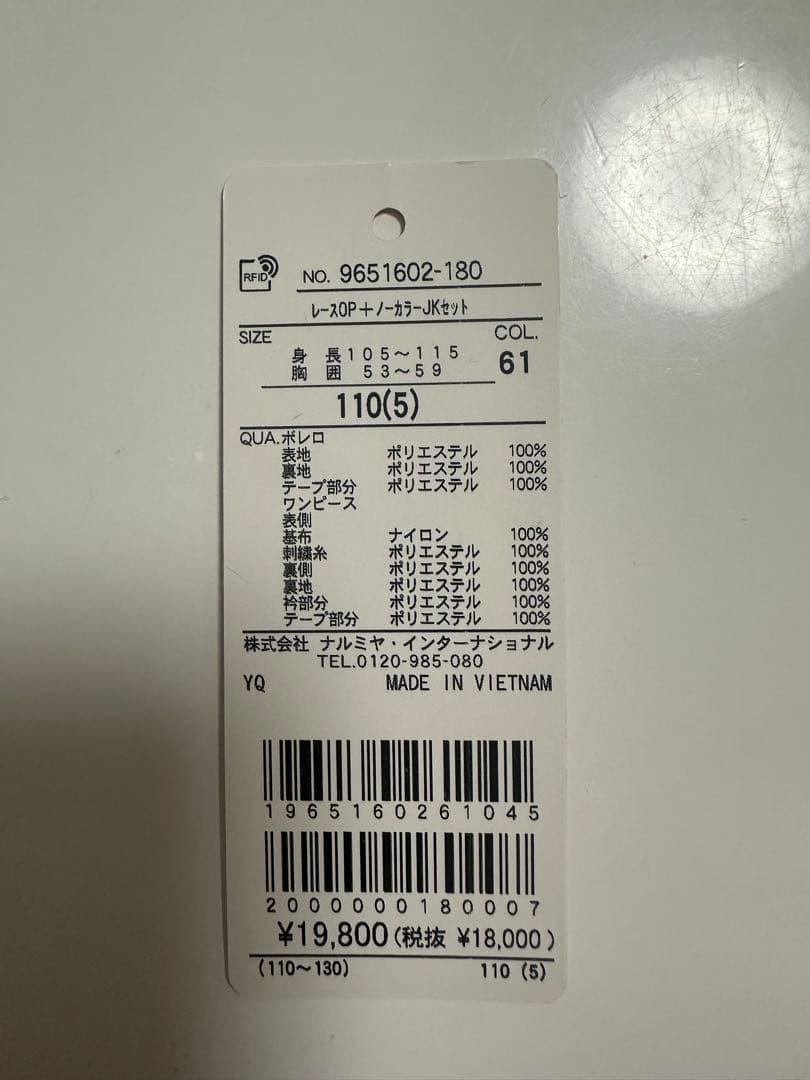 RFID NO. 9651602-180
レースOP＋ノーカラーJKセット
SIZE COL.
身 長 105～115 61
胸 囲 53～59
110(5)
QUA. ボレロ
表地 ポリエステル 100%
裏地 ポリエステル 100%
テープ部分 ポリエステル 100%
ワンピース
表側
基布 ナイロン 100%
刺繍糸 ポリエステル 100%
裏側 ポリエステル 100%
裏地 ポリエステル 100%
衿部分 ポリエステル 100%
テープ部分 ポリエステル 100%
株式会社 ナルミヤ・インターナショナル
TEL.0120-985-080
YQ MADE IN VIETNAM
1965160261045
2000000180007
¥19,800(税抜 ¥18,000)
(110～130) 110 (5)